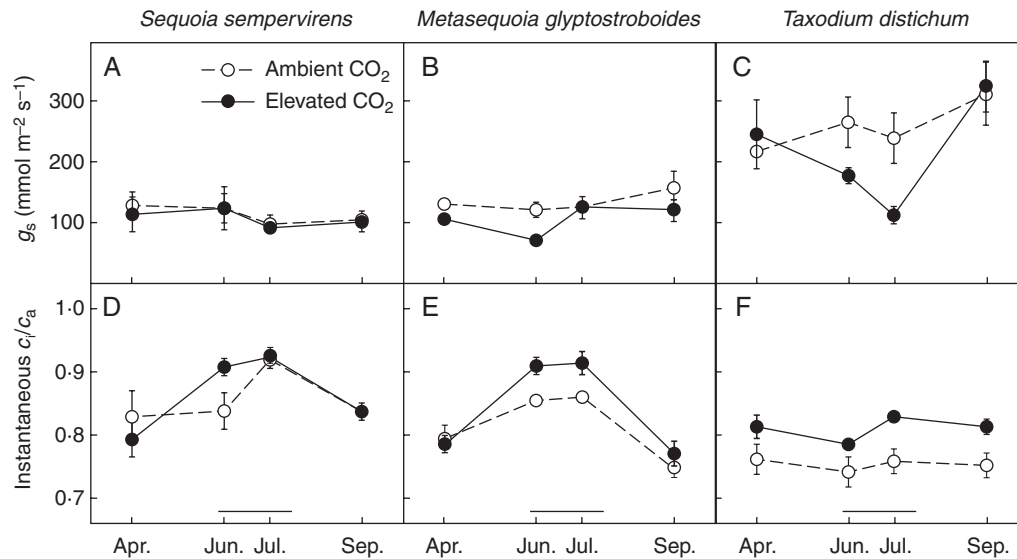 Sequoia sempervirens Metasequoia glyptostroboides Taxodium distichum
A B C
Ambient CO₂
Elevated CO₂
300
200
100
gₛ (mmol m⁻² s⁻¹)
D E F
1·0
0·9
0·8
0·7
Instantaneous cᵢ/cₐ
Apr. Jun. Jul. Sep. Apr. Jun. Jul. Sep. Apr. Jun. Jul. Sep.